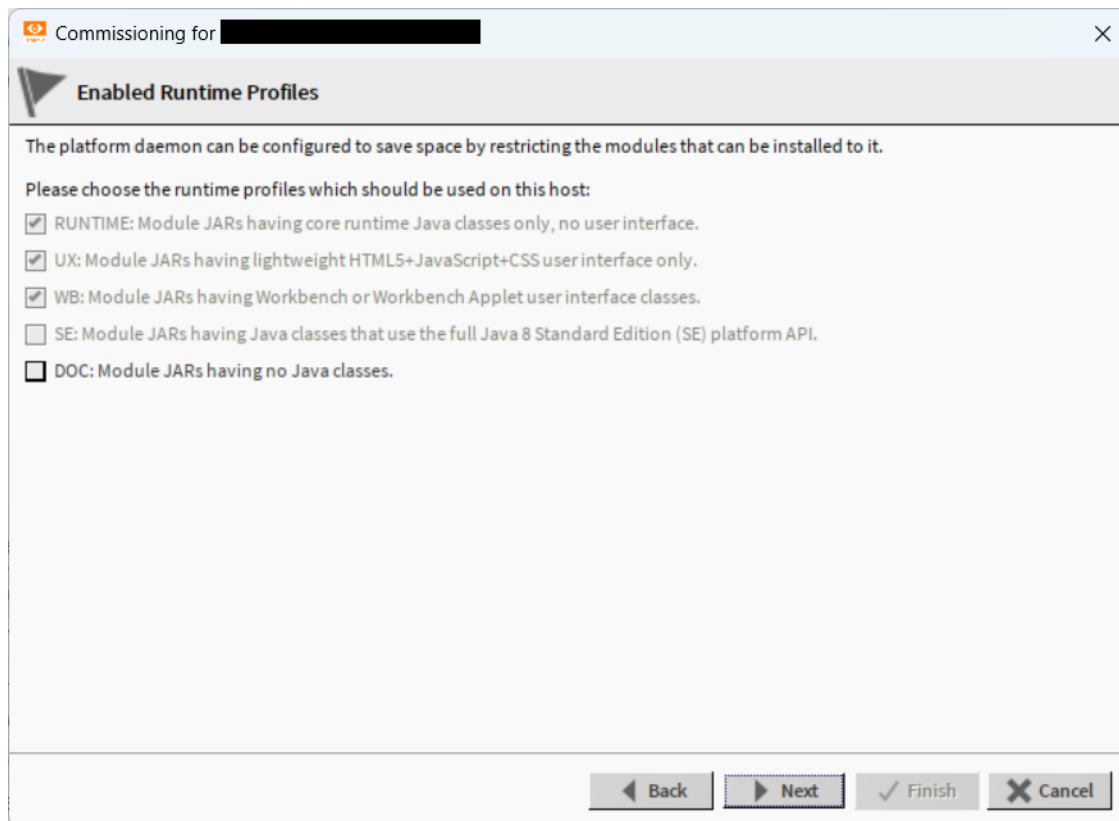 Commissioning for
Enabled Runtime Profiles
The platform daemon can be configured to save space by restricting the modules that can be installed to it.
Please choose the runtime profiles which should be used on this host:
RUNTIME: Module JARs having core runtime Java classes only, no user interface.
UX: Module JARs having lightweight HTML5+JavaScript+CSS user interface only.
WB: Module JARs having Workbench or Workbench Applet user interface classes.
SE: Module JARs having Java classes that use the full Java 8 Standard Edition (SE) platform API.
DOC: Module JARs having no Java classes.
Back Next Finish Cancel